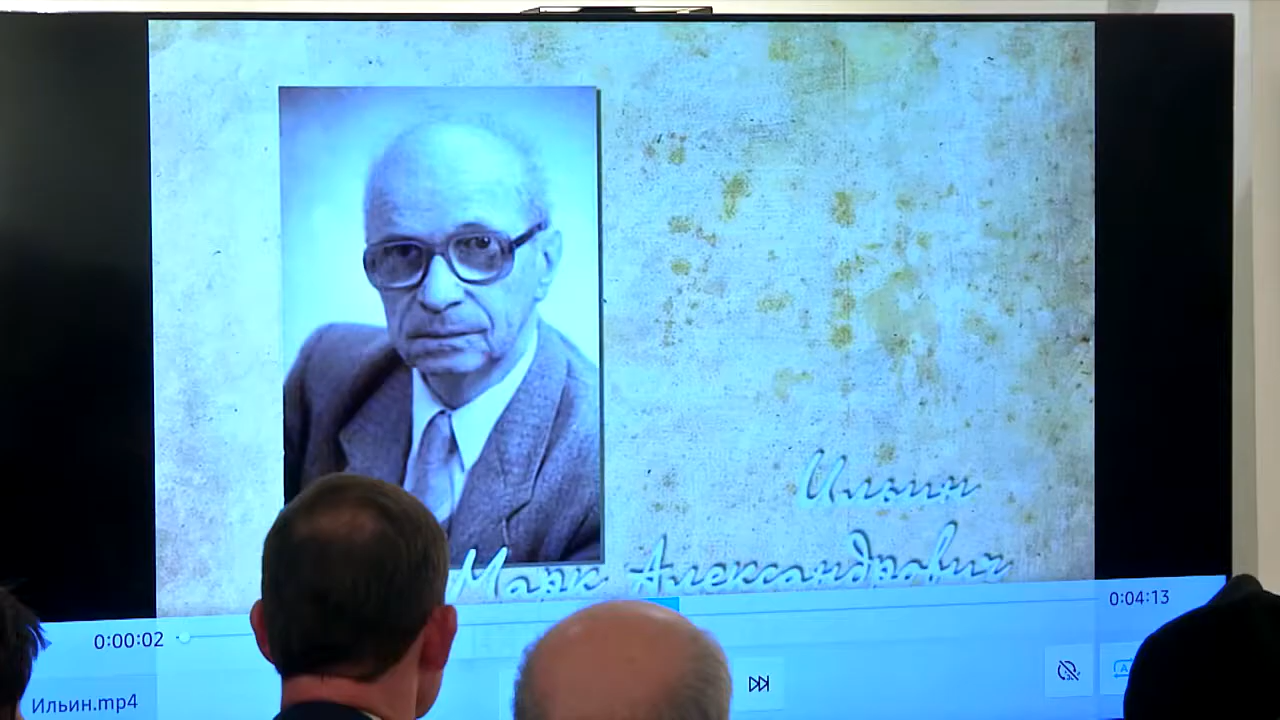 Ильин
Марк Александрович
0:00:02
0:04:13
Ильин.mp4